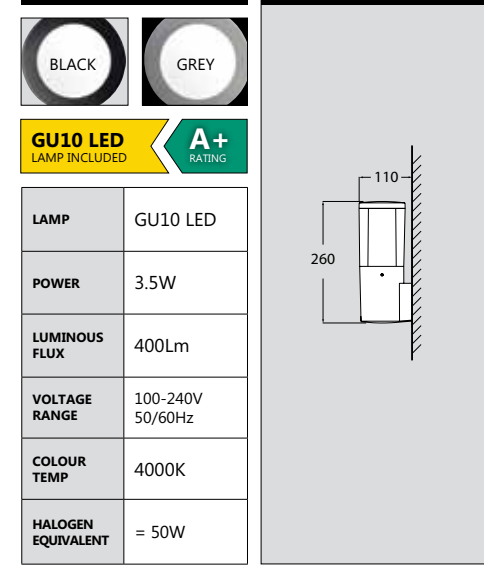 BLACK
GREY
GU10 LED
LAMP INCLUDED
A+
RATING
LAMP
GU10 LED
POWER
3.5W
LUMINOUS
FLUX
400Lm
VOLTAGE
RANGE
100-240V
50/60Hz
COLOUR
TEMP
4000K
HALOGEN
EQUIVALENT
= 50W
110
260